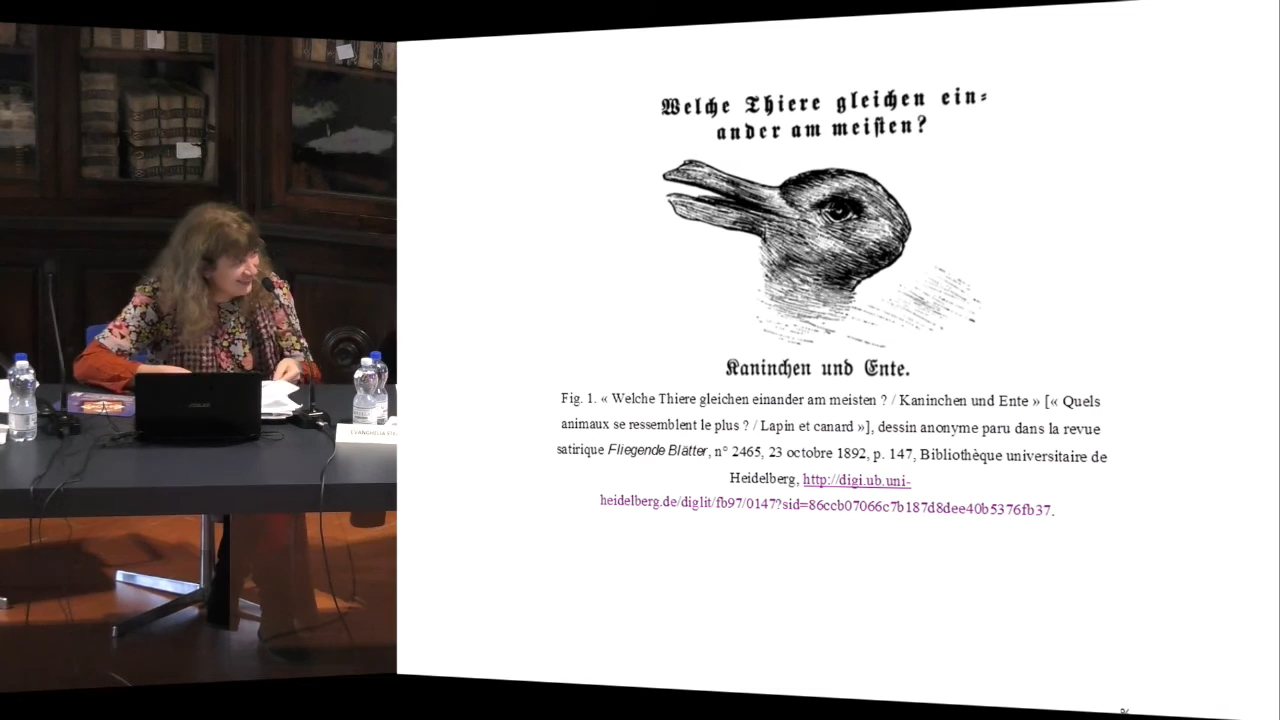 Welche Thiere gleichen ein⸗
ander am meisten?
Kaninchen und Ente.
Fig. 1. « Welche Thiere gleichen einander am meisten ? / Kaninchen und Ente » [« Quels
animaux se ressemblent le plus ? / Lapin et canard »], dessin anonyme paru dans la revue
satirique Fliegende Blätter, n° 2465, 23 octobre 1892, p. 147, Bibliothèque universitaire de
Heidelberg, http://digi.ub.uni-
heidelberg.de/diglit/fb97/0147?sid=86ccb07066c7b187d8dee40b5376fb37.
EVANGHELIA